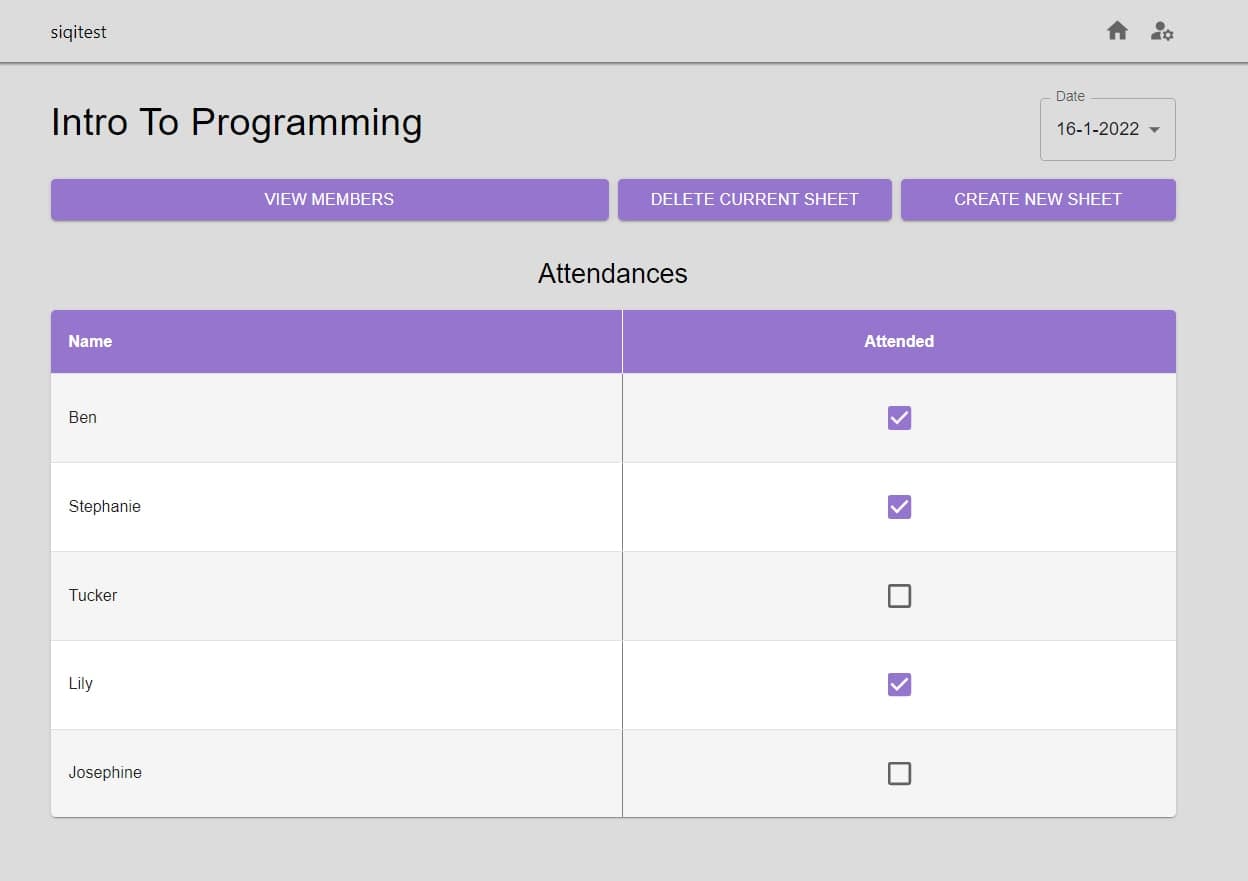 siqitest
Date
Intro To Programming
16-1-2022
VIEW MEMBERS
DELETE CURRENT SHEET
CREATE NEW SHEET
Attendances
Name
Attended
Ben
Stephanie
Tucker
Lily
Josephine